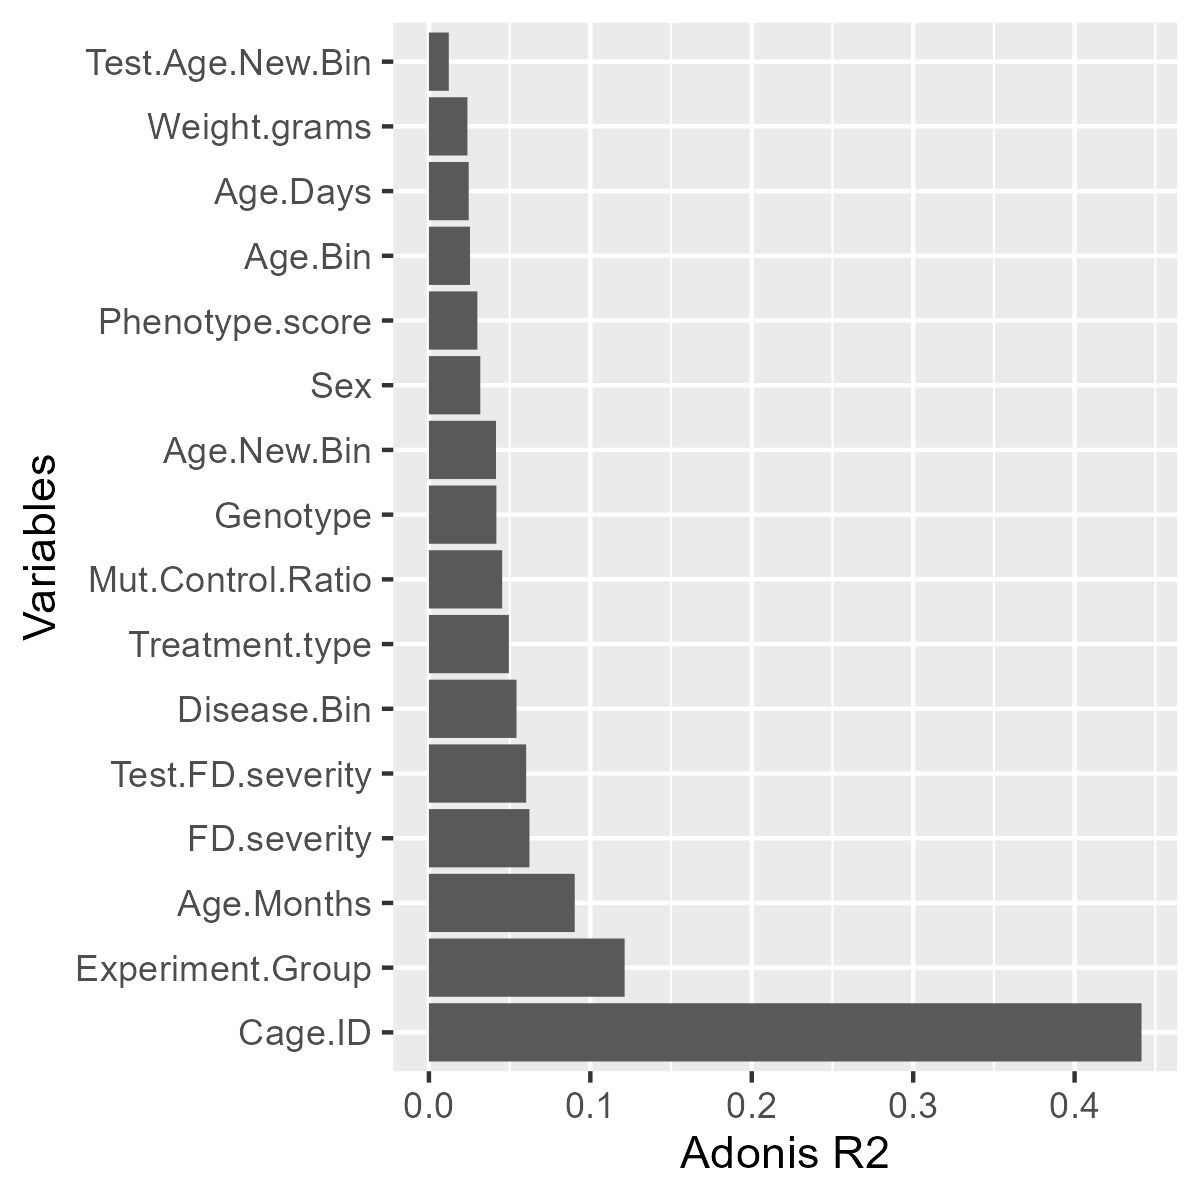 Test.Age.New.Bin
Weight.grams
Age.Days
Age.Bin
Phenotype.score
Sex
Age.New.Bin
Genotype
Mut.Control.Ratio
Treatment.type
Disease.Bin
Test.FD.severity
FD.severity
Age.Months
Experiment.Group
Cage.ID
Variables
0.0 0.1 0.2 0.3 0.4
Adonis R2